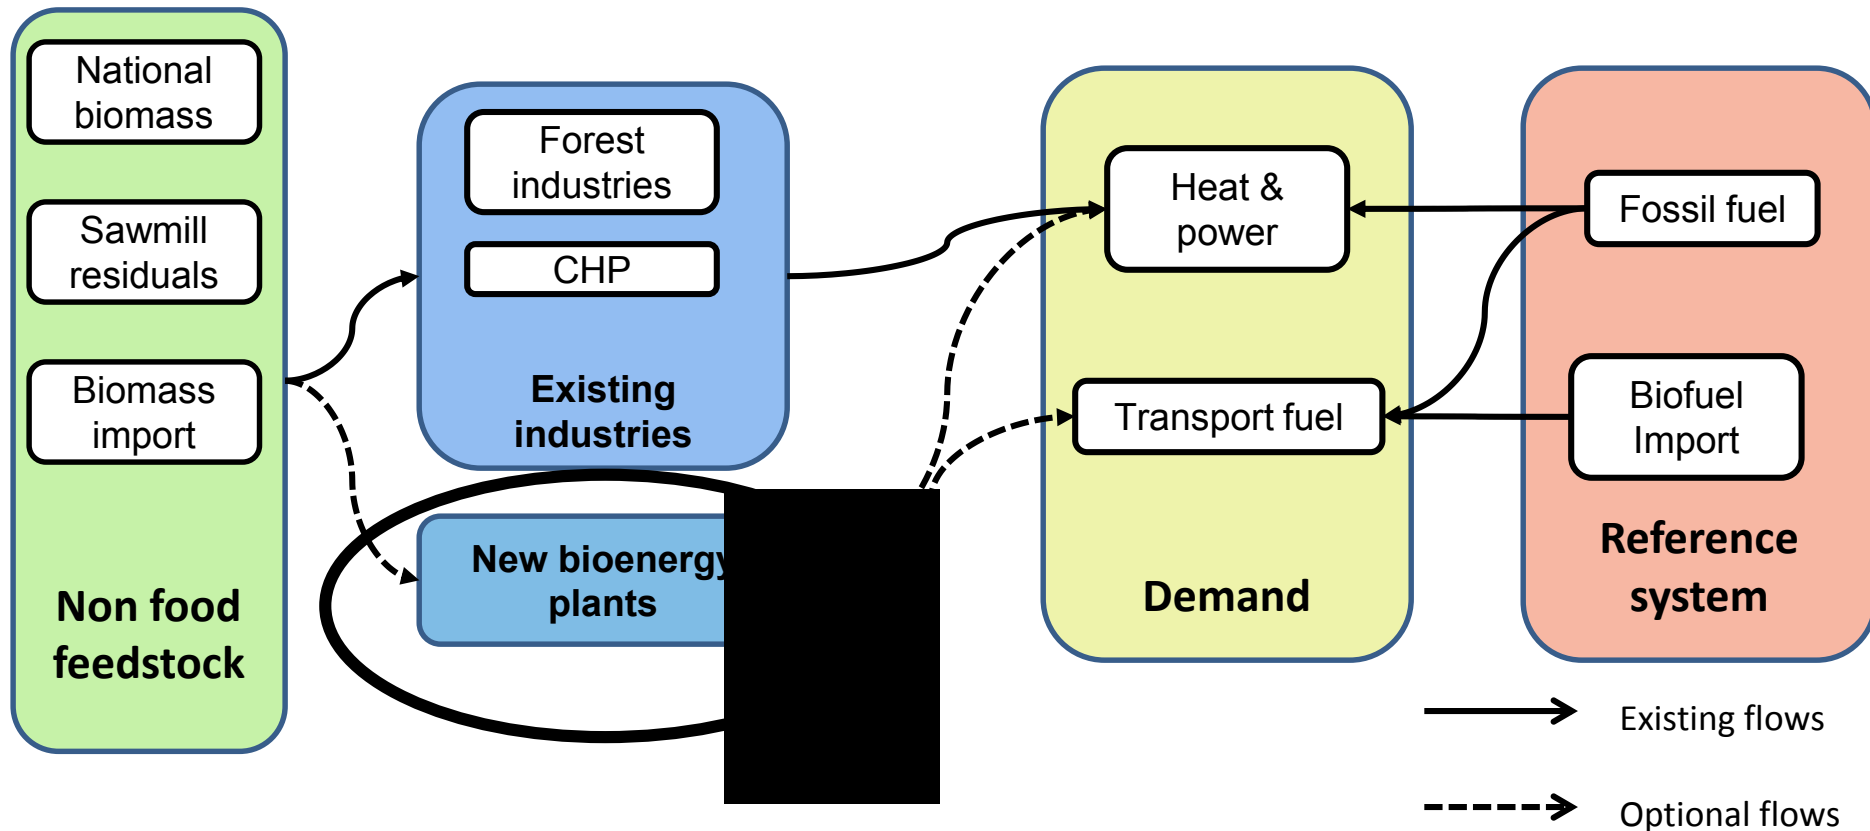 National
biomass
Sawmill
residuals
Biomass
import
Non food
feedstock
Forest
industries
CHP
Existing
industries
New bioenergy
plants
Heat &
power
Transport fuel
Demand
Fossil fuel
Biofuel
Import
Reference
system
Existing flows
Optional flows